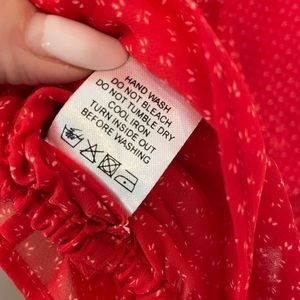 HAND WASH
DO NOT BLEACH
DO NOT TUMBLE DRY
COOL IRON
TURN INSIDE OUT
BEFORE WASHING